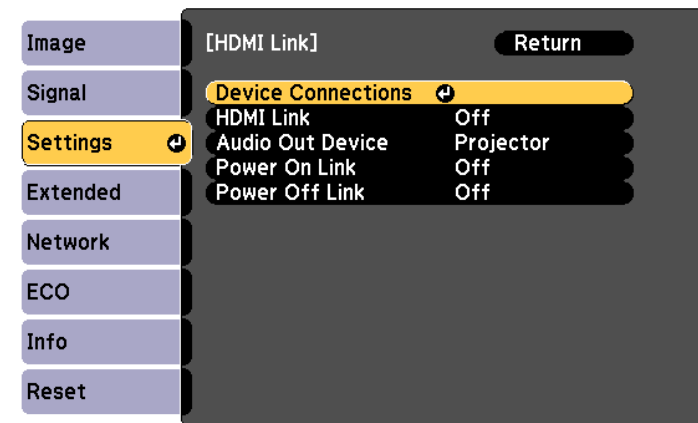 Image
Signal
Settings
Extended
Network
ECO
Info
Reset
[HDMI Link]
Return
Device Connections
HDMI Link Off
Audio Out Device Projector
Power On Link Off
Power Off Link Off